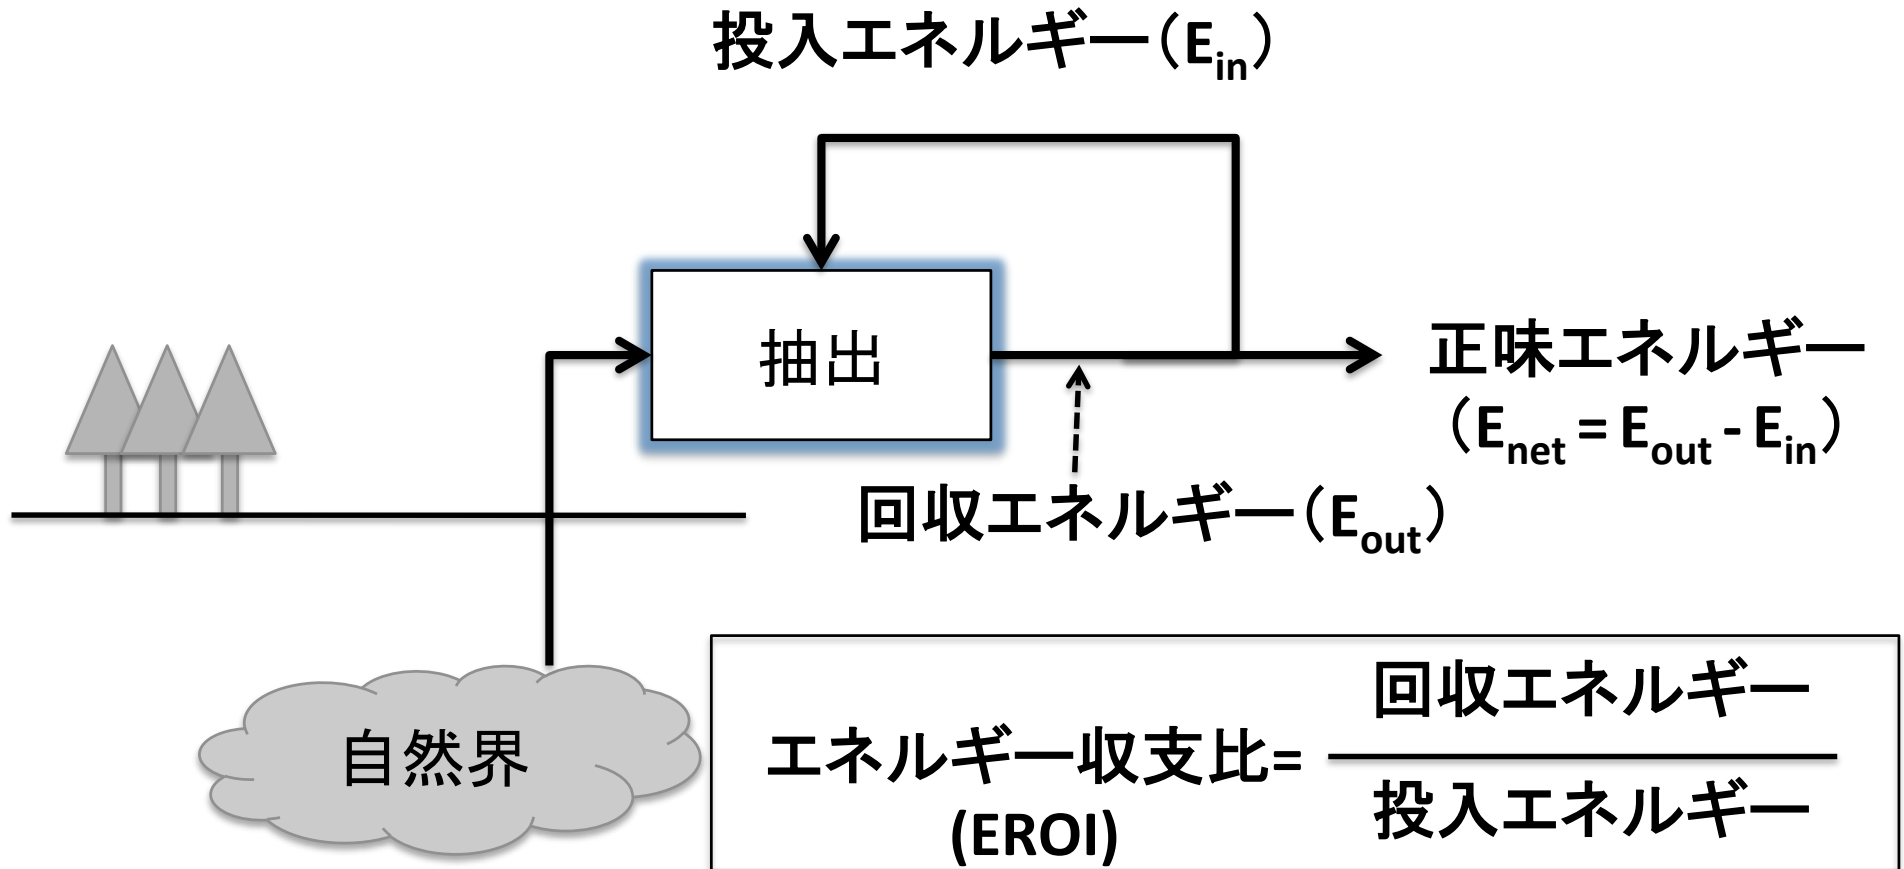 投入エネルギー（Ein）
抽出
正味エネルギー
（Enet = Eout - Ein）
回収エネルギー（Eout）
自然界
回収エネルギー
エネルギー収支比=
投入エネルギー
(EROI)